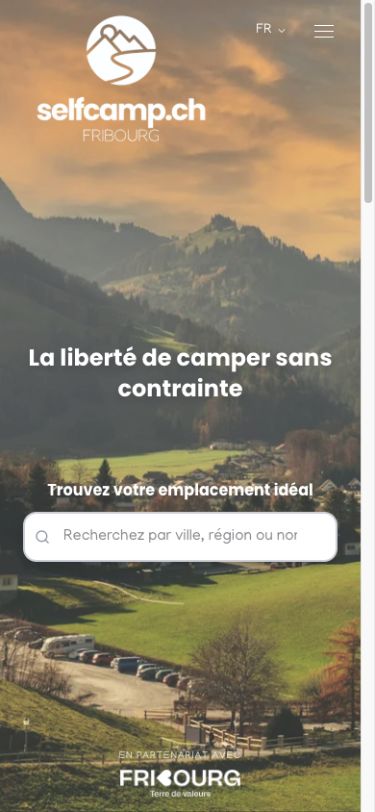 FR
selfcamp.ch
FRIBOURG
La liberté de camper sans
contrainte
Trouvez votre emplacement idéal
Recherchez par ville, région ou nor
EN PARTENARIAT AVEC
FRIBOURG
Terre de valeurs